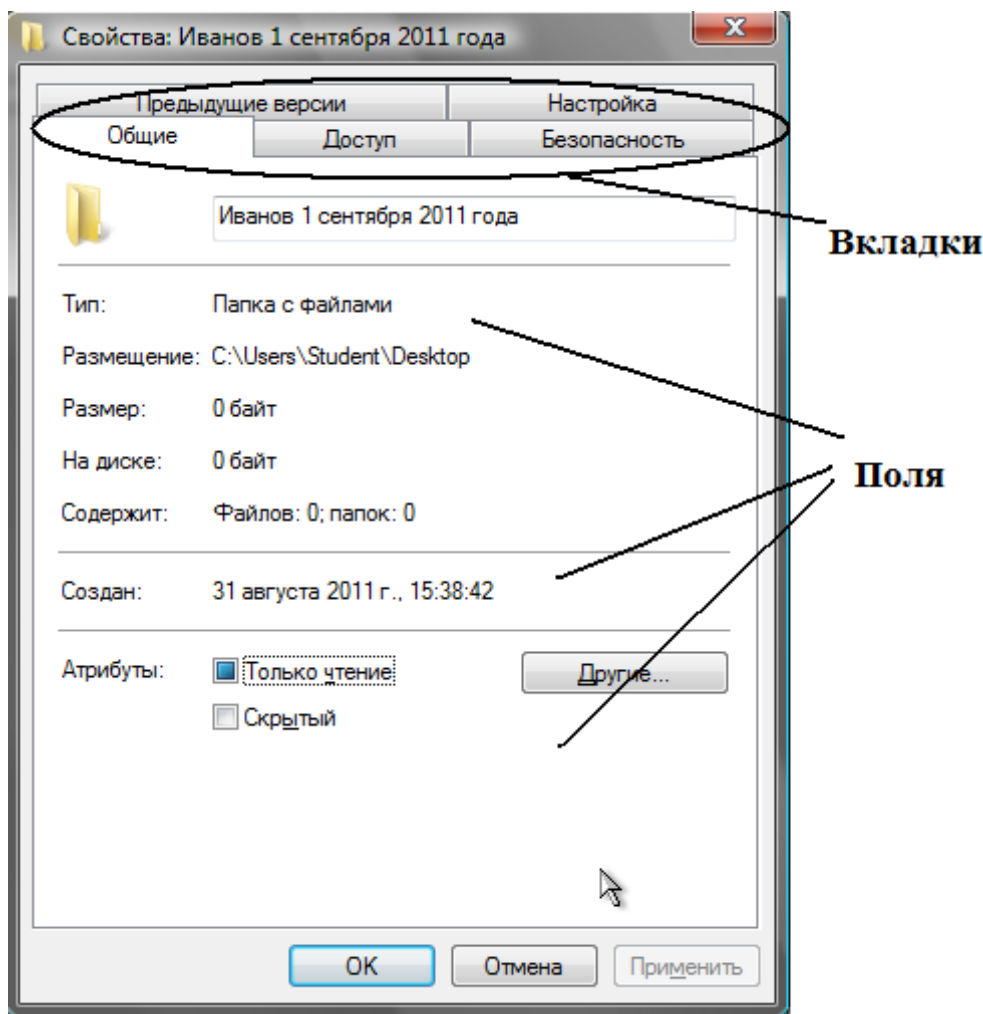 Свойства: Иванов 1 сентября 2011 года
Предыдущие версии Настройка
Общие Доступ Безопасность
Иванов 1 сентября 2011 года
Вкладки
Тип: Папка с файлами
Размещение: C:\Users\Student\Desktop
Размер: 0 байт
На диске: 0 байт
Поля
Содержит: Файлов: 0; папок: 0
Создан: 31 августа 2011 г., 15:38:42
Атрибуты: Только чтение Другие...
Скрытый
OK Отмена Применить